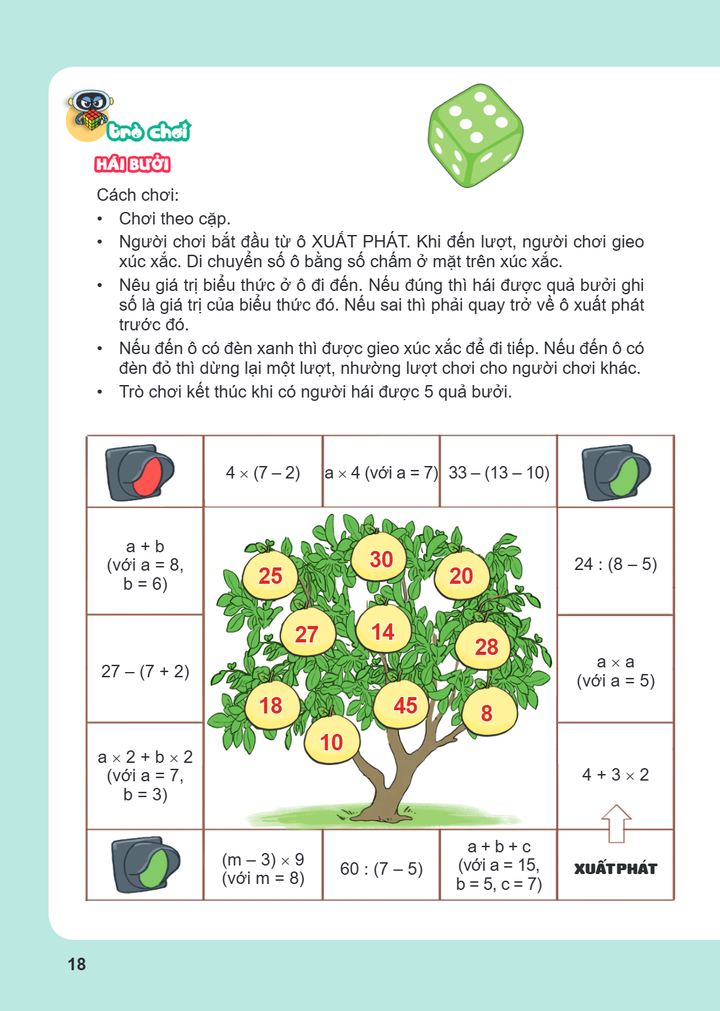 trò chơi
HÁI BƯỞI
Cách chơi:
• Chơi theo cặp.
• Người chơi bắt đầu từ ô XUẤT PHÁT. Khi đến lượt, người chơi gieo
xúc xắc. Di chuyển số ô bằng số chấm ở mặt trên xúc xắc.
• Nêu giá trị biểu thức ở ô đi đến. Nếu đúng thì hái được quả bưởi ghi
số là giá trị của biểu thức đó. Nếu sai thì phải quay trở về ô xuất phát
trước đó.
• Nếu đến ô có đèn xanh thì được gieo xúc xắc để đi tiếp. Nếu đến ô có
đèn đỏ thì dừng lại một lượt, nhường lượt chơi cho người chơi khác.
• Trò chơi kết thúc khi có người hái được 5 quả bưởi.
4 × (7 – 2)
a × 4 (với a = 7)
33 – (13 – 10)
a + b
(với a = 8,
b = 6)
24 : (8 – 5)
25
30
20
27
14
28
27 – (7 + 2)
a × a
(với a = 5)
18
45
8
10
a × 2 + b × 2
(với a = 7,
b = 3)
4 + 3 × 2
(m – 3) × 9
(với m = 8)
60 : (7 – 5)
a + b + c
(với a = 15,
b = 5, c = 7)
XUẤT PHÁT
18